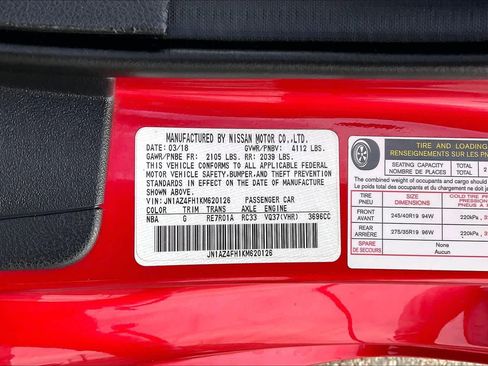 MANUFACTURED BY NISSAN MOTOR CO.,LTD.
DATE: 03/18 GVWR/PNBV: 4112 LBS.
GAWR/PNBE FR: 2105 LBS. RR: 2039 LBS.
THIS VEHICLE CONFORMS TO ALL APPLICABLE FEDERAL
MOTOR VEHICLE SAFETY,BUMPER,AND THEFT PREVENTION
STANDARDS IN EFFECT ON THE DATE OF MANUFACTURE
SHOWN ABOVE.
VIN:JN1AZ4FH1KM620126 PASSENGER CAR
COLOR TRIM TRANS AXLE ENGINE
NBA G RE7R01A RC33 VQ37(VHR) 3696CC
JN1AZ4FH1KM620126
TIRE AND LOADING
RENSEIGNEMENTS SUR LES PNEUS
SEATING CAPACITY TOTAL 2
NOMBRE DE PLACES TOTAL
The combined weight of occupants and cargo should
Le poids total des occupants et du chargement
TIRE SIZE
PNEU DIMENSIONS
COLD
PNEUS À
FRONT
AVANT 245/40R19 94W 220kPa,
REAR
ARRIÈRE 275/35R19 96W 220kPa,
SPARE
DE SECOURS
None
Aucun